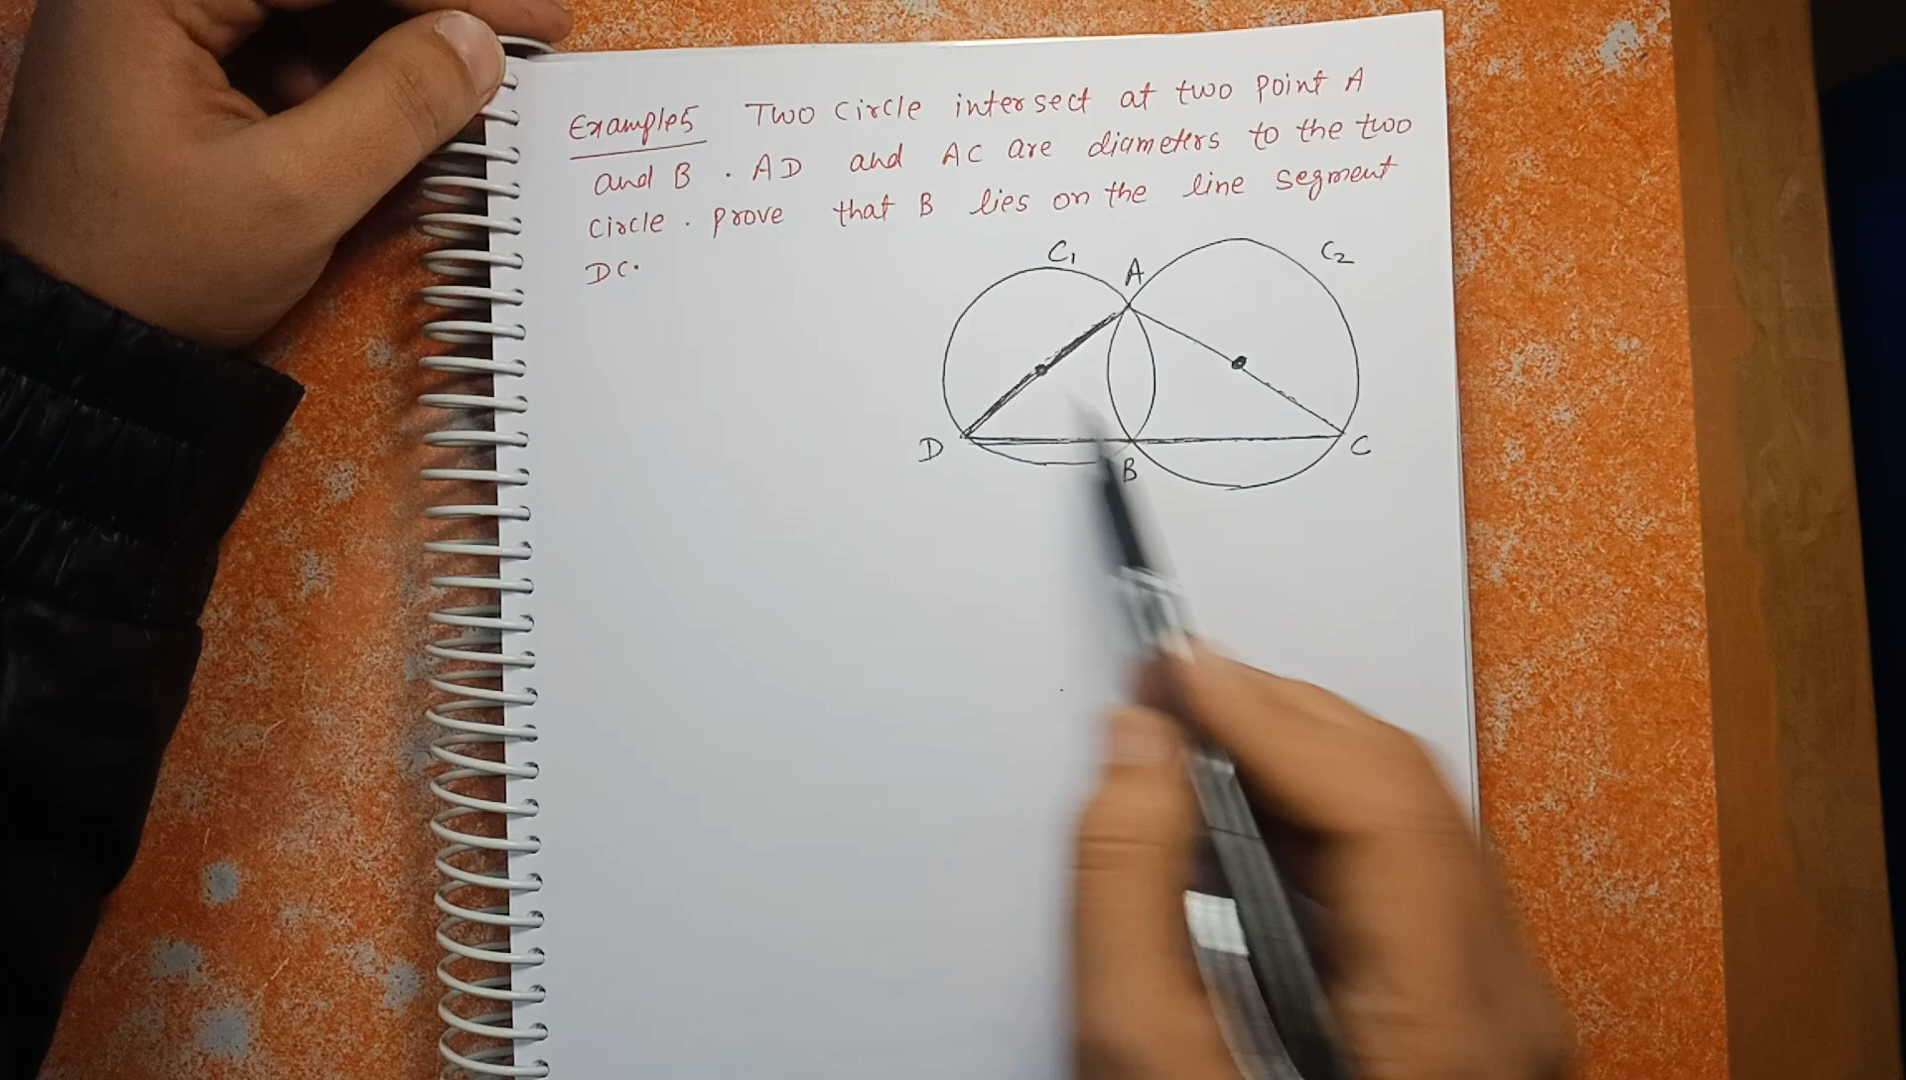 Example5 Two Circle intersect at two point A
and B . AD and AC are diameters to the two
Circle . prove that B lies on the line segment
DC.
C1
A
C2
D
B
C